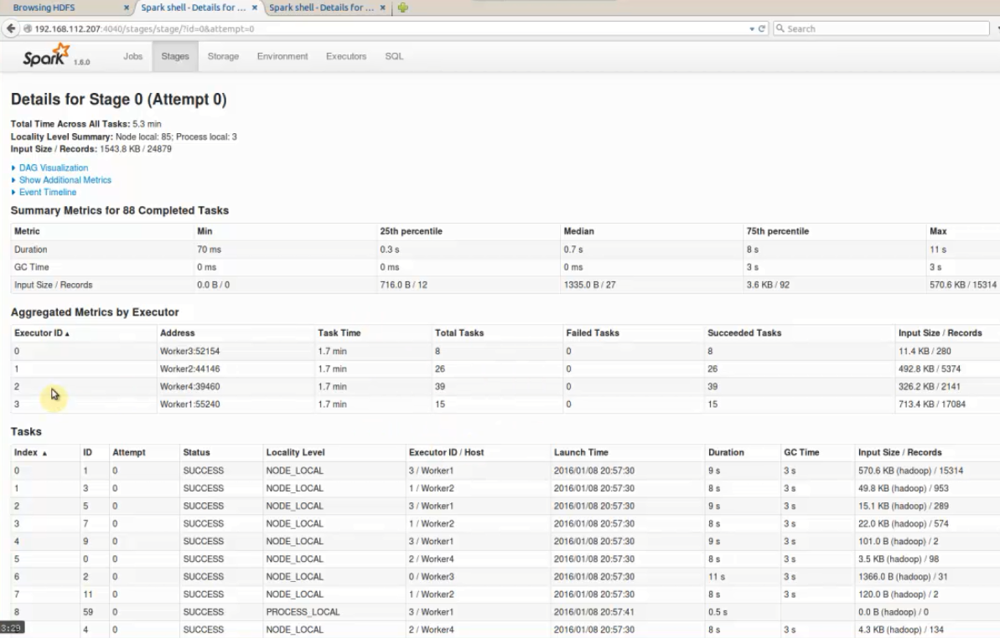 Browsing HDFS × Spark shell - Details for ... × Spark shell - Details for ... ×
192.168.112.207:4040/stages/stage/?id=0&attempt=0 Search
Spark 1.6.0 Jobs Stages Storage Environment Executors SQL
Details for Stage 0 (Attempt 0)
Total Time Across All Tasks: 5.3 min
Locality Level Summary: Node local: 85; Process local: 3
Input Size / Records: 1543.8 KB / 24879
DAG Visualization
Show Additional Metrics
Event Timeline
Summary Metrics for 88 Completed Tasks
Metric Min 25th percentile Median 75th percentile Max
Duration 70 ms 0.3 s 0.7 s 8 s 11 s
GC Time 0 ms 0 ms 0 ms 3 s 3 s
Input Size / Records 0.0 B / 0 716.0 B / 12 1335.0 B / 27 3.6 KB / 92 570.6 KB / 15314
Aggregated Metrics by Executor
Executor ID ▴ Address Task Time Total Tasks Failed Tasks Succeeded Tasks Input Size / Records
0 Worker3:52154 1.7 min 8 0 8 11.4 KB / 280
1 Worker2:44146 1.7 min 26 0 26 492.8 KB / 5374
2 Worker4:39460 1.7 min 39 0 39 326.2 KB / 2141
3 Worker1:55240 1.7 min 15 0 15 713.4 KB / 17084
Tasks
Index ▴ ID Attempt Status Locality Level Executor ID / Host Launch Time Duration GC Time Input Size / Records
0 1 0 SUCCESS NODE_LOCAL 3 / Worker1 2016/01/08 20:57:30 9 s 3 s 570.6 KB (hadoop) / 15314
1 3 0 SUCCESS NODE_LOCAL 1 / Worker2 2016/01/08 20:57:30 8 s 3 s 49.8 KB (hadoop) / 953
2 5 0 SUCCESS NODE_LOCAL 3 / Worker1 2016/01/08 20:57:30 9 s 3 s 15.1 KB (hadoop) / 289
3 7 0 SUCCESS NODE_LOCAL 1 / Worker2 2016/01/08 20:57:30 8 s 3 s 22.0 KB (hadoop) / 574
4 9 0 SUCCESS NODE_LOCAL 3 / Worker1 2016/01/08 20:57:30 9 s 3 s 101.0 B (hadoop) / 2
5 0 0 SUCCESS NODE_LOCAL 2 / Worker4 2016/01/08 20:57:30 8 s 3 s 3.5 KB (hadoop) / 98
6 2 0 SUCCESS NODE_LOCAL 0 / Worker3 2016/01/08 20:57:30 11 s 3 s 1366.0 B (hadoop) / 31
7 11 0 SUCCESS NODE_LOCAL 1 / Worker2 2016/01/08 20:57:30 8 s 3 s 120.0 B (hadoop) / 2
8 59 0 SUCCESS PROCESS_LOCAL 3 / Worker1 2016/01/08 20:57:41 0.5 s 0.0 B (hadoop) / 0
3:29 4 0 SUCCESS NODE_LOCAL 2 / Worker4 2016/01/08 20:57:30 8 s 3 s 4.3 KB (hadoop) / 134